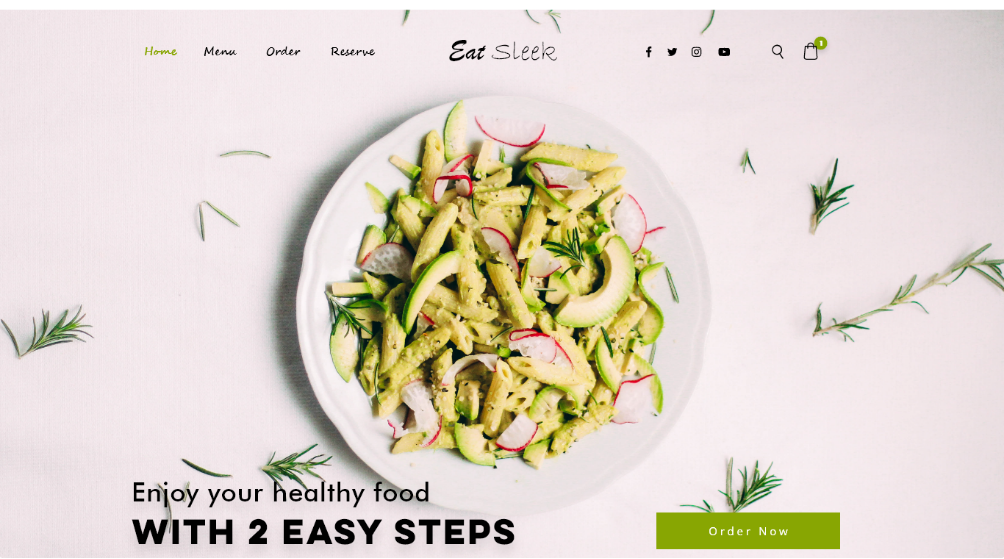 Home Menu Order Reserve Eat Sleek 1
Enjoy your healthy food
WITH 2 EASY STEPS
Order Now